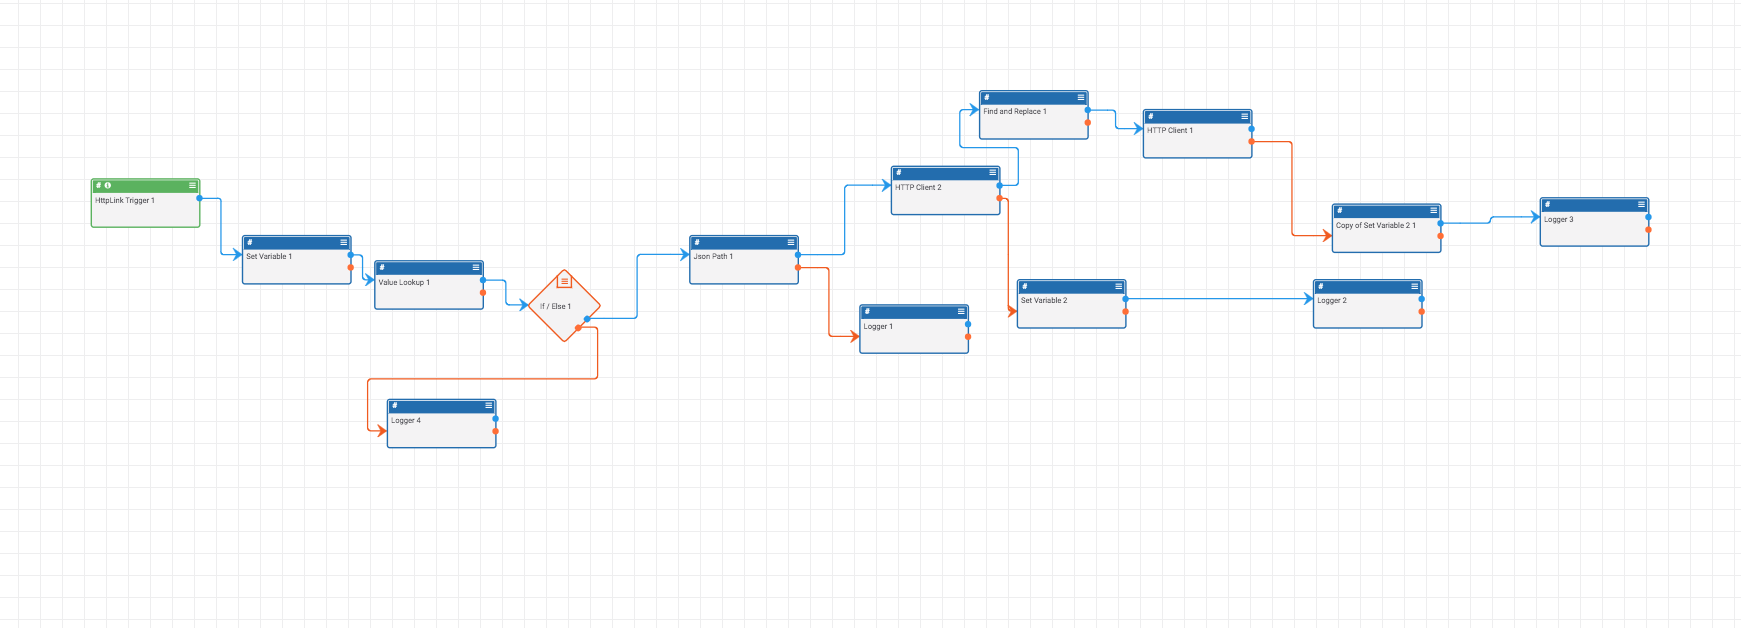 #
Find and Replace 1
#
HTTP Client 1
#
HTTP Client 2
# i
HttpLink Trigger 1
#
Logger 3
#
Copy of Set Variable 2 1
#
Set Variable 1
#
Json Path 1
#
Value Lookup 1
If / Else 1
#
Set Variable 2
#
Logger 2
#
Logger 1
#
Logger 4